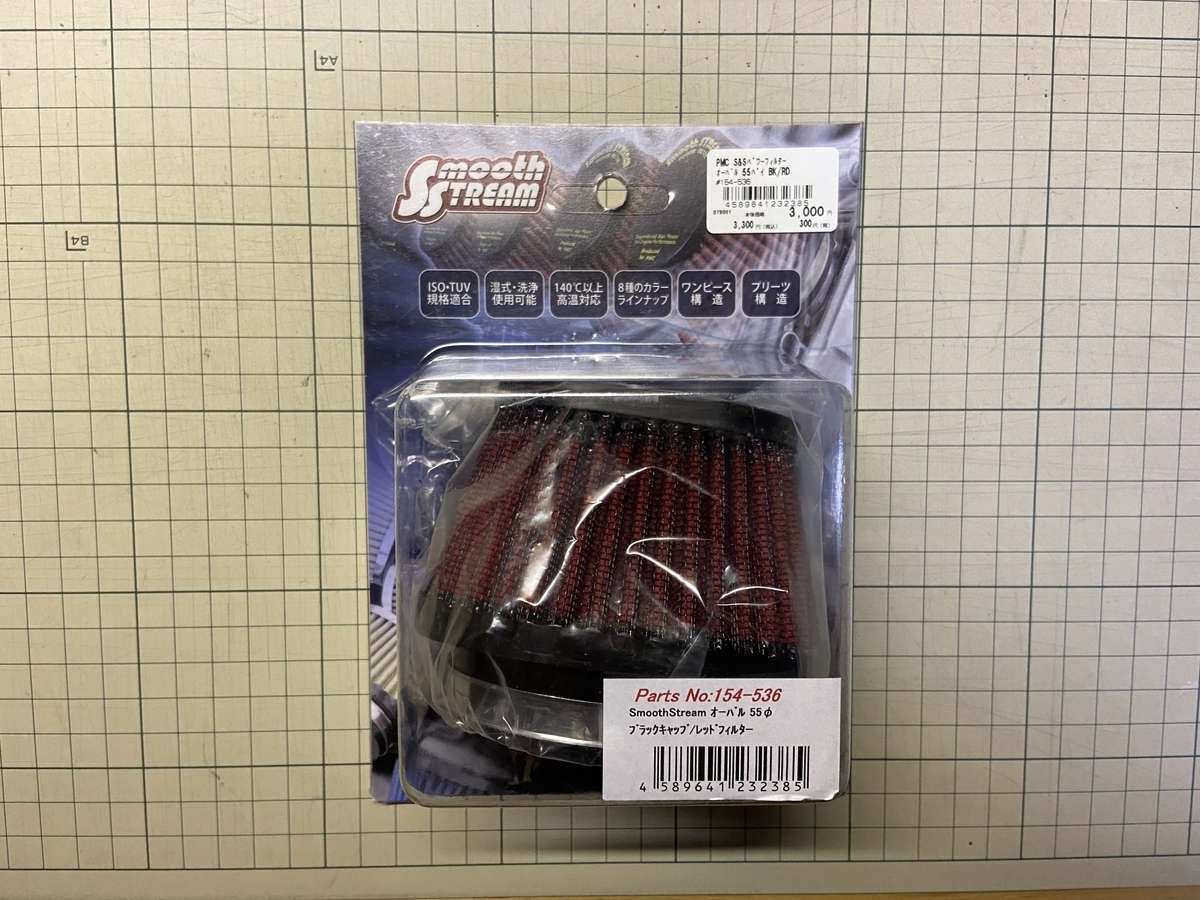 A4
B4
Smooth
STREAM
PMC S&Sパワーフィルター
オーバル 55パイ BK/RD
#154-536
4589641232385
本体価格 3,000円
3,300円(税込) 300円(税)
ISO・TUV
規格適合
湿式・洗浄
使用可能
140℃以上
高温対応
8種のカラー
ラインナップ
ワンピース
構 造
プリーツ
構 造
Parts No:154-536
SmoothStream オーバル 55φ
ブラックキャップ/レッドフィルター
4 589641 232385